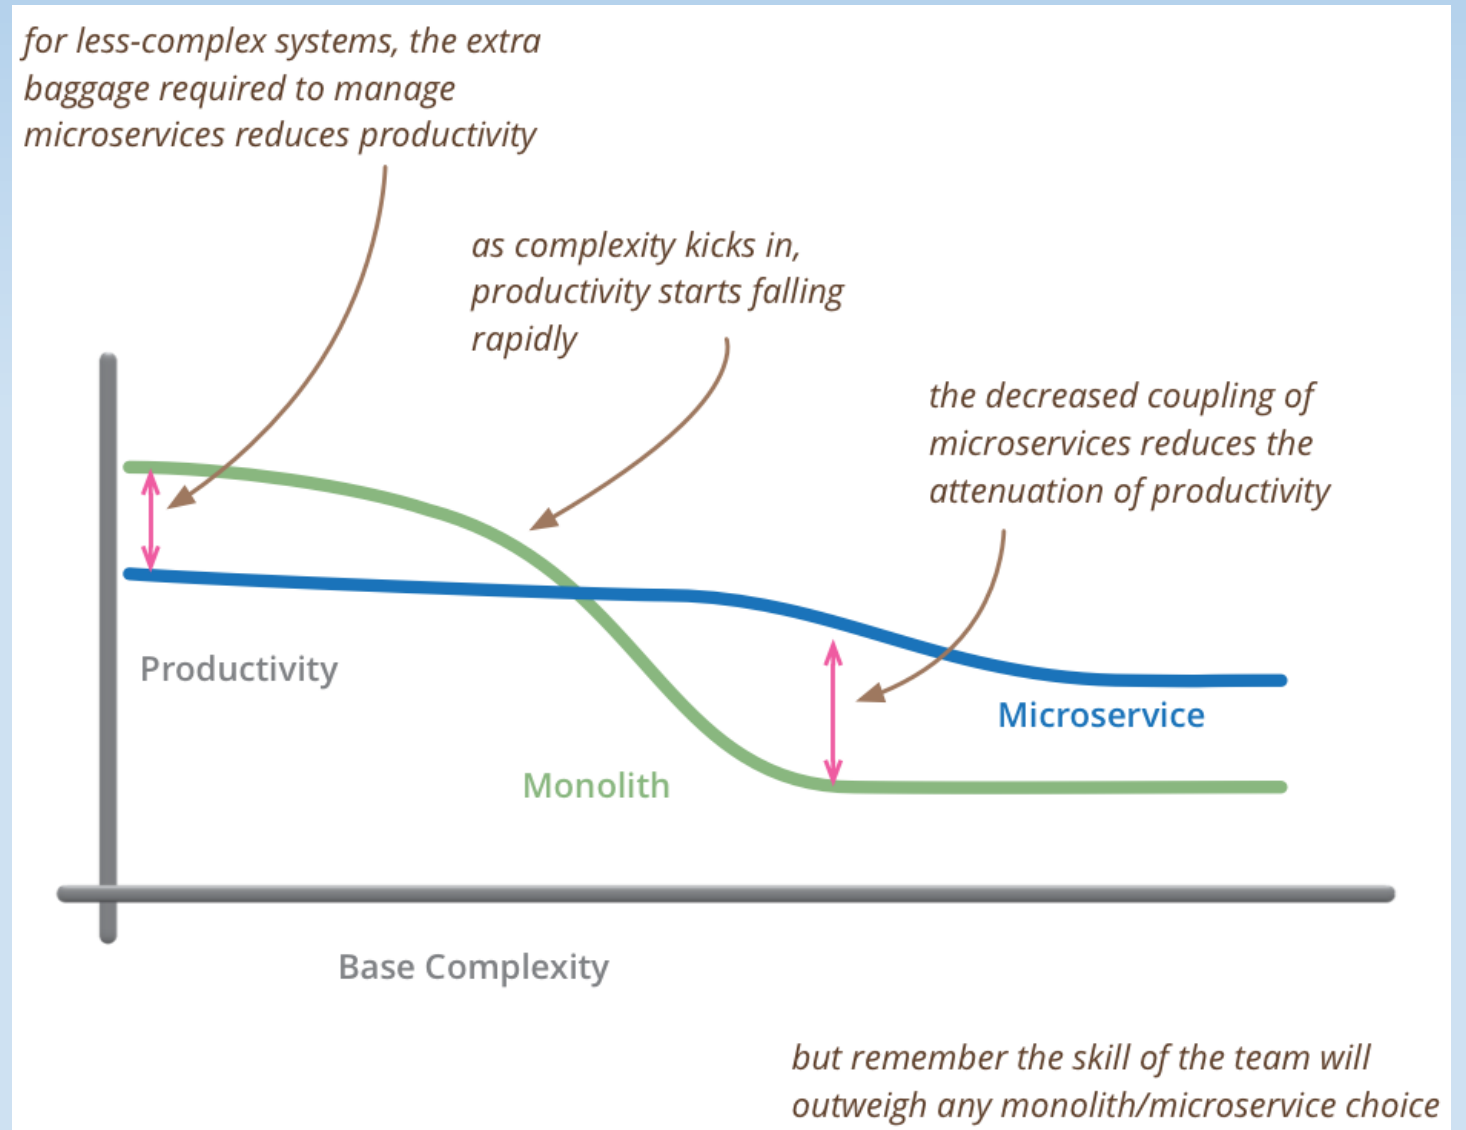 for less-complex systems, the extra
baggage required to manage
microservices reduces productivity
as complexity kicks in,
productivity starts falling
rapidly
the decreased coupling of
microservices reduces the
attenuation of productivity
Productivity
Microservice
Monolith
Base Complexity
but remember the skill of the team will
outweigh any monolith/microservice choice